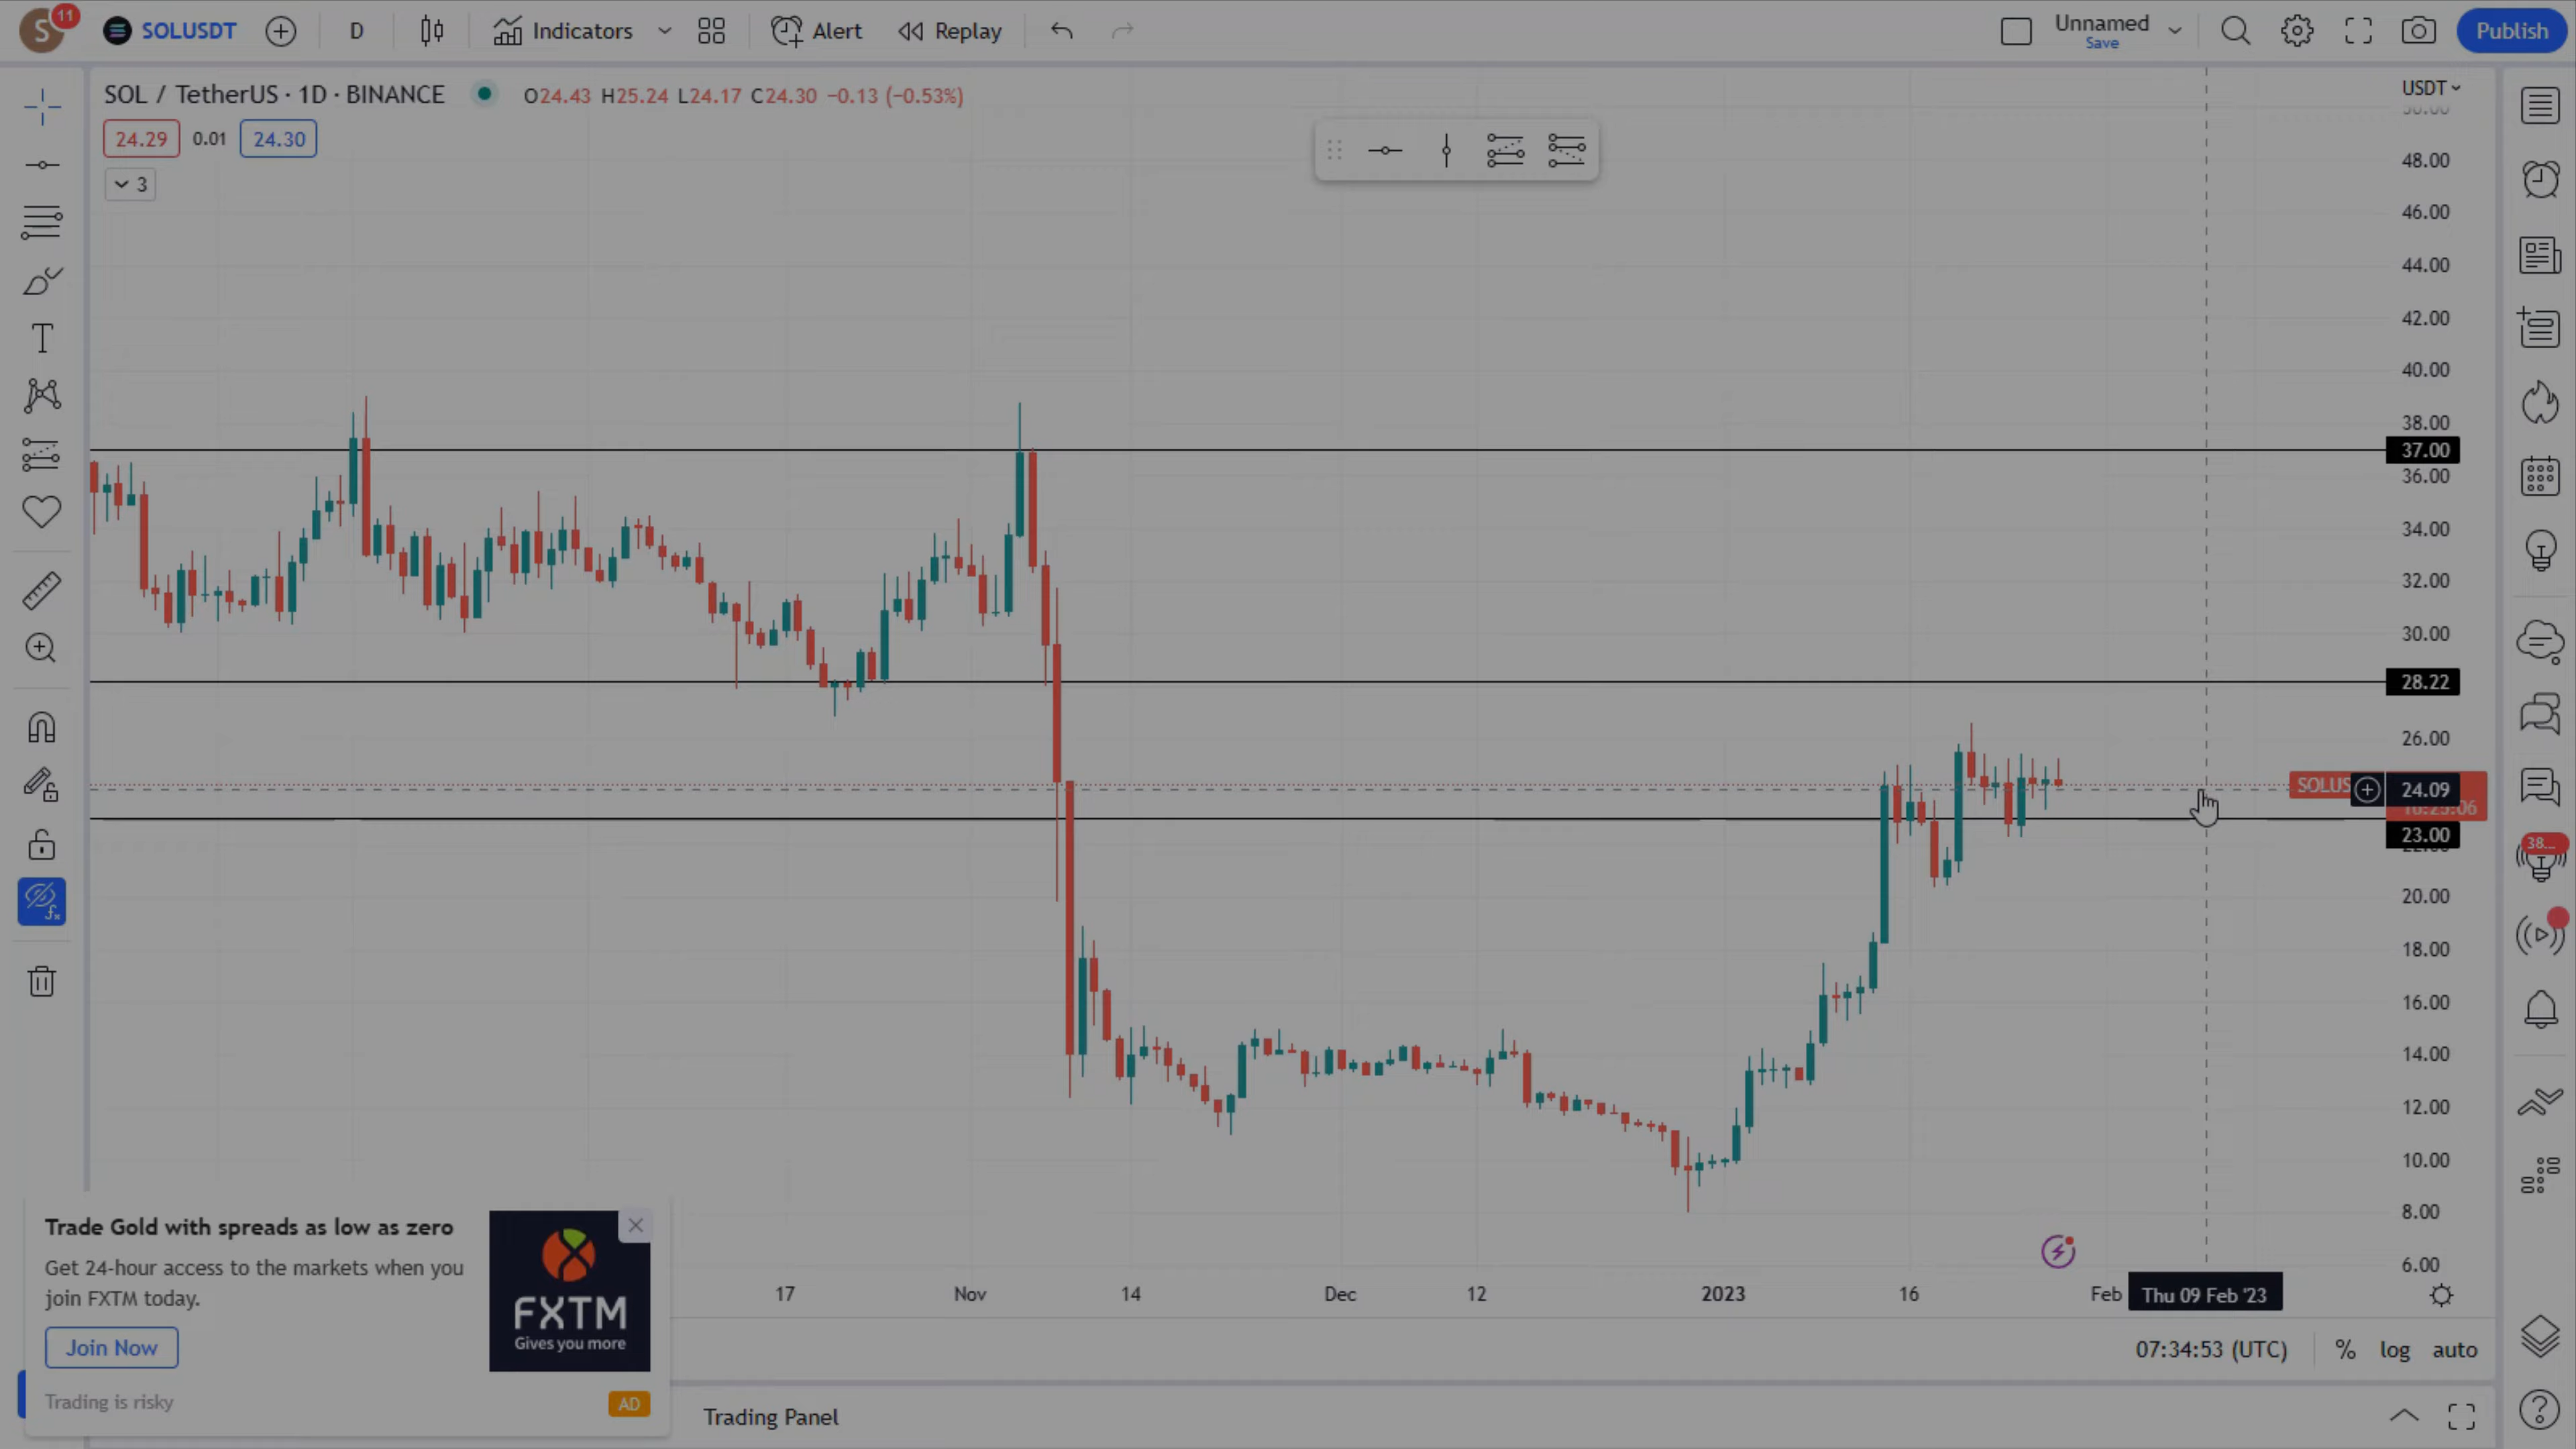 S 11 SOLUSDT D Indicators Alert Replay Unnamed Save Publish
SOL / TetherUS · 1D · BINANCE O24.43 H25.24 L24.17 C24.30 −0.13 (−0.53%)
24.29 0.01 24.30
3
USDT
48.00
46.00
44.00
42.00
40.00
38.00
37.00
36.00
34.00
32.00
30.00
28.22
26.00
24.09
23.00
20.00
18.00
16.00
14.00
12.00
10.00
8.00
6.00
38...
17 Nov 14 Dec 12 2023 16 Feb Thu 09 Feb '23
Trade Gold with spreads as low as zero
Get 24-hour access to the markets when you
join FXTM today.
Join Now
Trading is risky
AD
FXTM
Gives you more
07:34:53 (UTC) % log auto
Trading Panel